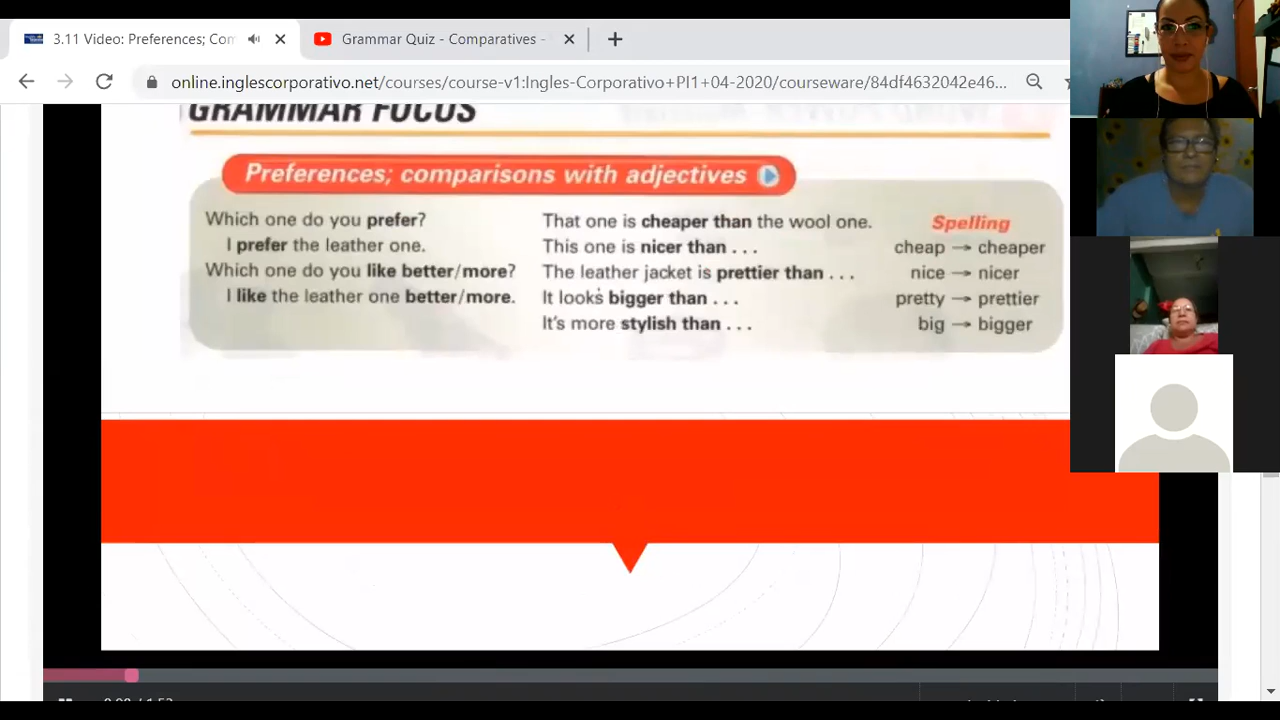 3.11 Video: Preferences; Com
Grammar Quiz - Comparatives -
online.inglescorporativo.net/courses/course-v1:Ingles-Corporativo+PI1+04-2020/courseware/84df4632042e46...
GRAMMAR FOCUS
Preferences; comparisons with adjectives
Which one do you prefer?
I prefer the leather one.
Which one do you like better/more?
I like the leather one better/more.
That one is cheaper than the wool one.
This one is nicer than . . .
The leather jacket is prettier than . . .
It looks bigger than . . .
It's more stylish than . . .
Spelling
cheap → cheaper
nice → nicer
pretty → prettier
big → bigger